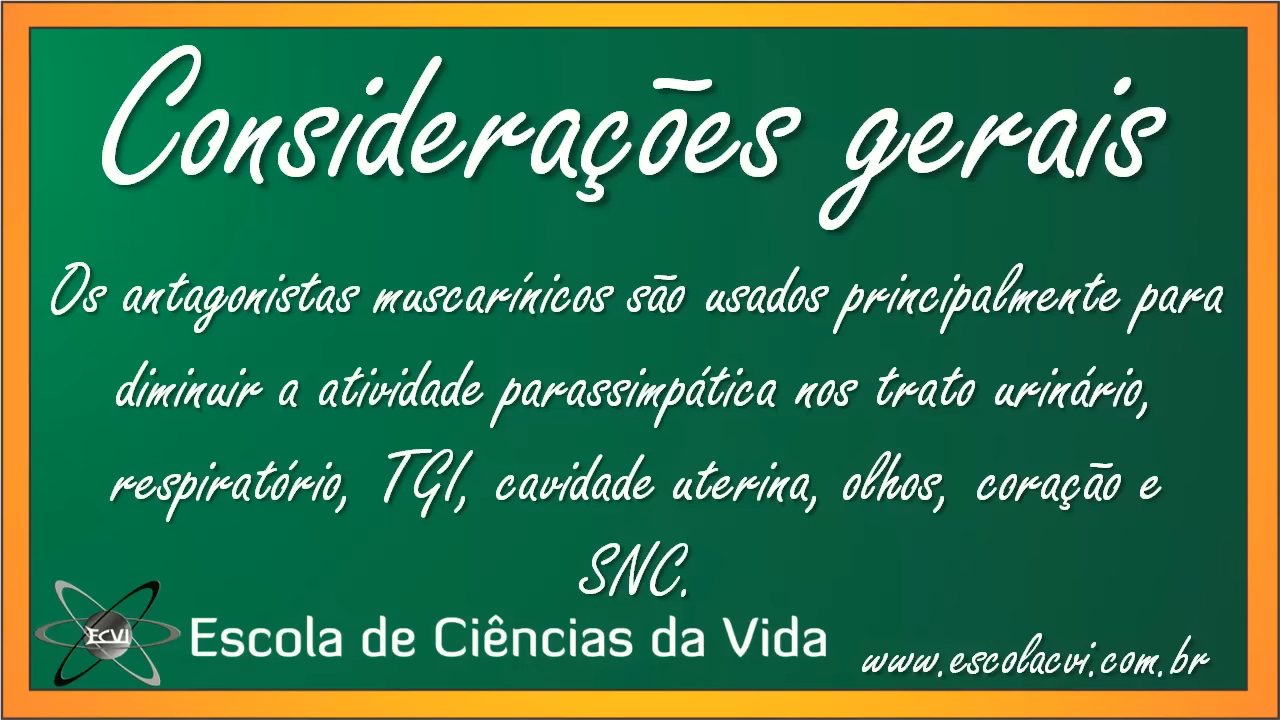 Considerações gerais
Os antagonistas muscarínicos são usados principalmente para
diminuir a atividade parassimpática nos trato urinário,
respiratório, TGI, cavidade uterina, olhos, coração e
SNC.
ECVI
Escola de Ciências da Vida
www.escolacvi.com.br